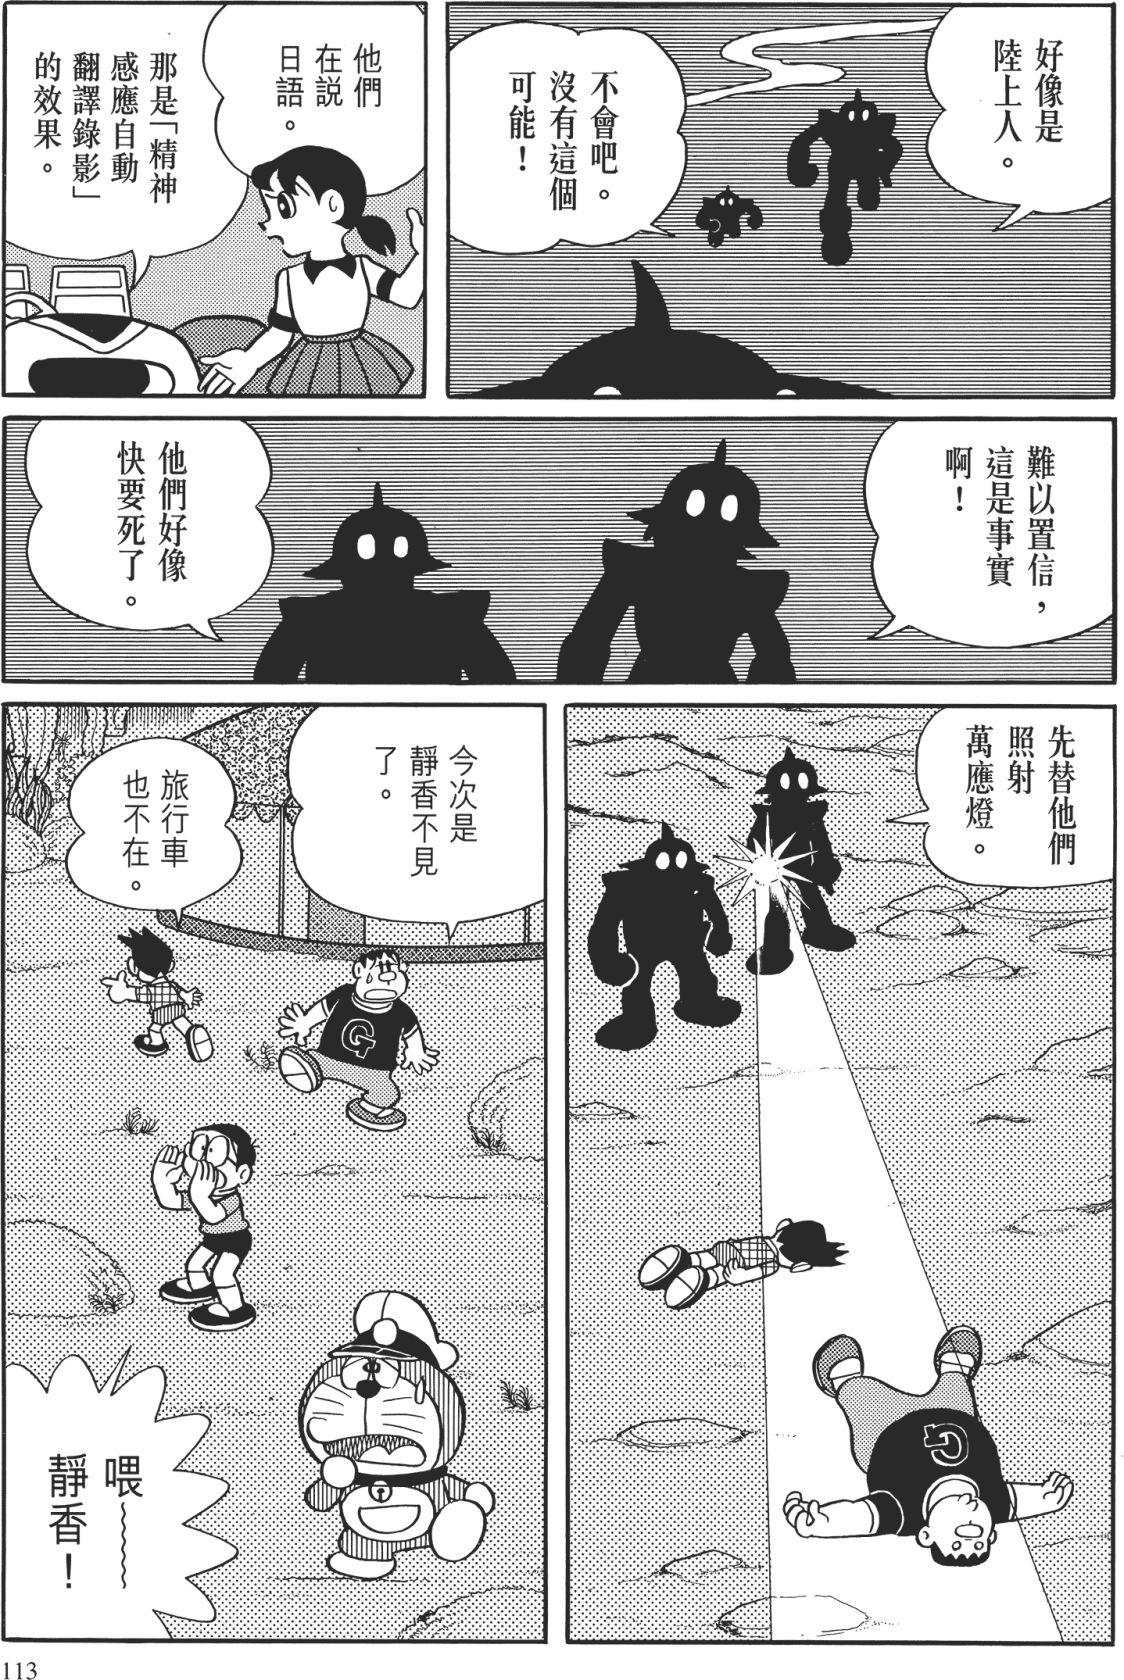 好像是
陸上人。
不會吧。
沒有這個
可能！
他們
在說
日語。
那是「精神
感應自動
翻譯錄影」
的效果。
難以置信，
這是事實
啊！
他們好像
快要死了。
先替他們
照射
萬應燈。
今次是
靜香不見
了。
旅行車
也不在。
喂～
靜香！
G
G
113